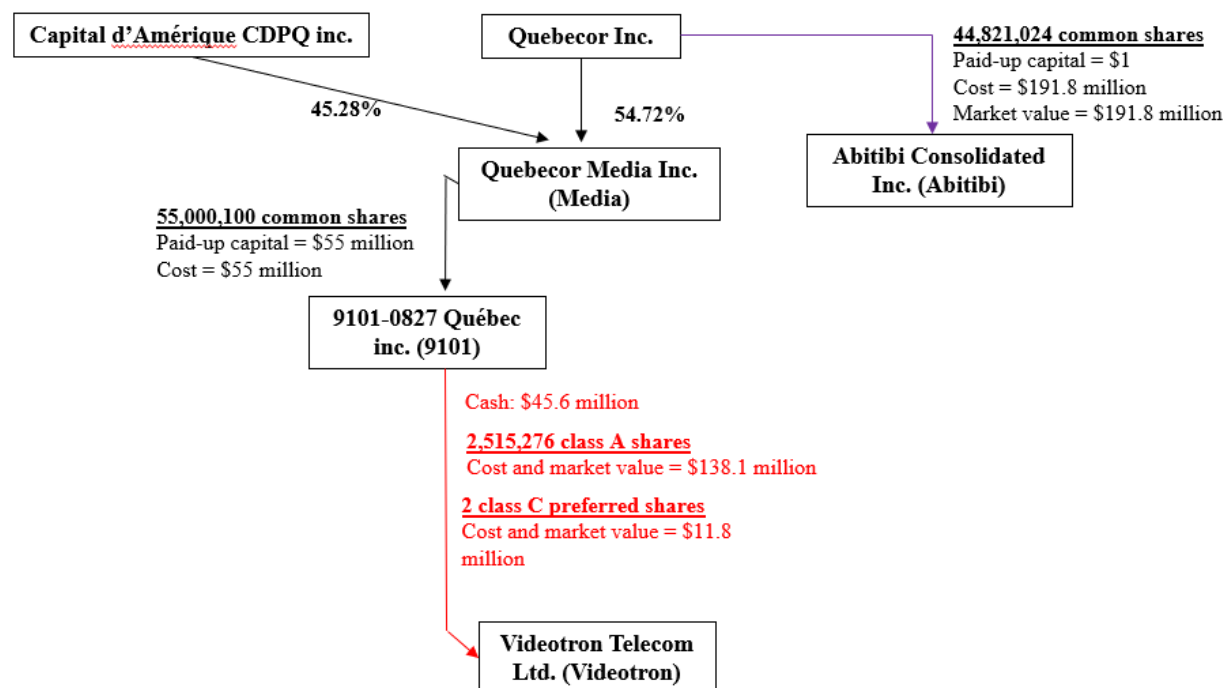 Capital d’Amérique CDPQ inc.
Quebecor Inc.
44,821,024 common shares
Paid-up capital = $1
Cost = $191.8 million
Market value = $191.8 million
45.28%
54.72%
Quebecor Media Inc.
(Media)
Abitibi Consolidated
Inc. (Abitibi)
55,000,100 common shares
Paid-up capital = $55 million
Cost = $55 million
9101-0827 Québec
inc. (9101)
Cash: $45.6 million
2,515,276 class A shares
Cost and market value = $138.1 million
2 class C preferred shares
Cost and market value = $11.8
million
Videotron Telecom
Ltd. (Videotron)